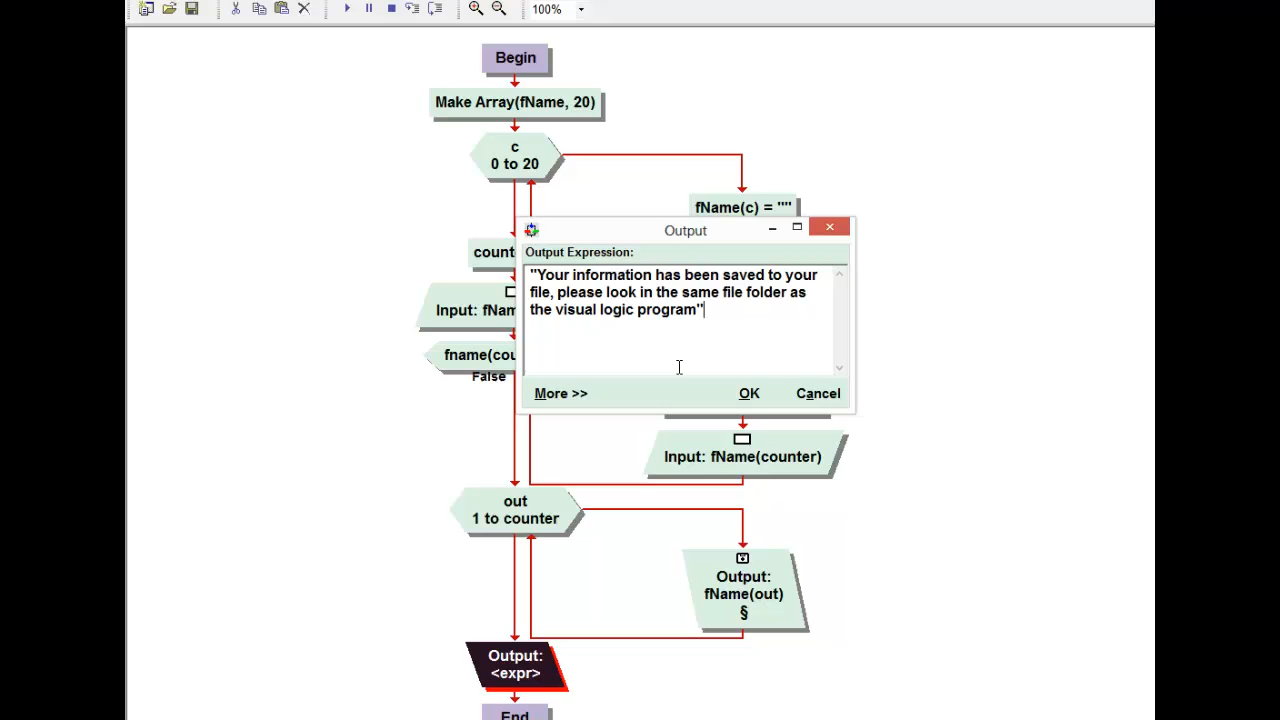 100%
Begin
Make Array(fName, 20)
c
0 to 20
fName(c) = ""
Output
Output Expression:
"Your information has been saved to your
file, please look in the same file folder as
the visual logic program"
More >>
OK
Cancel
count
Input: fNam
fname(cou
False
Input: fName(counter)
out
1 to counter
Output:
fName(out)
§
Output:
<expr>
End